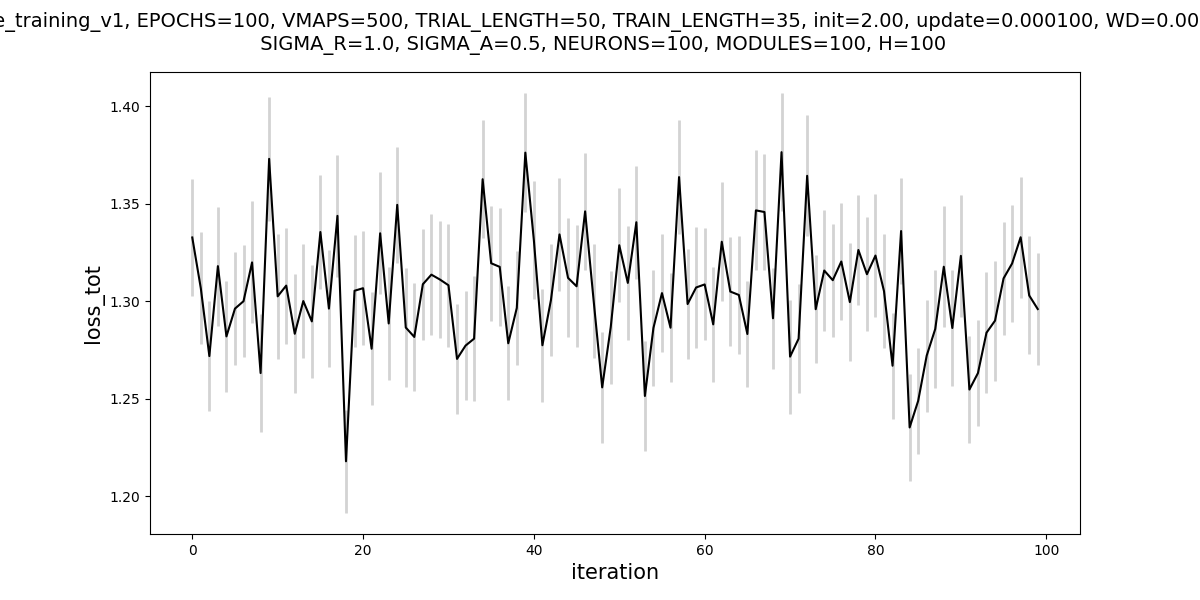 e_training_v1, EPOCHS=100, VMAPS=500, TRIAL_LENGTH=50, TRAIN_LENGTH=35, init=2.00, update=0.000100, WD=0.00
SIGMA_R=1.0, SIGMA_A=0.5, NEURONS=100, MODULES=100, H=100
1.40
1.35
1.30
1.25
1.20
loss_tot
0 20 40 60 80 100
iteration